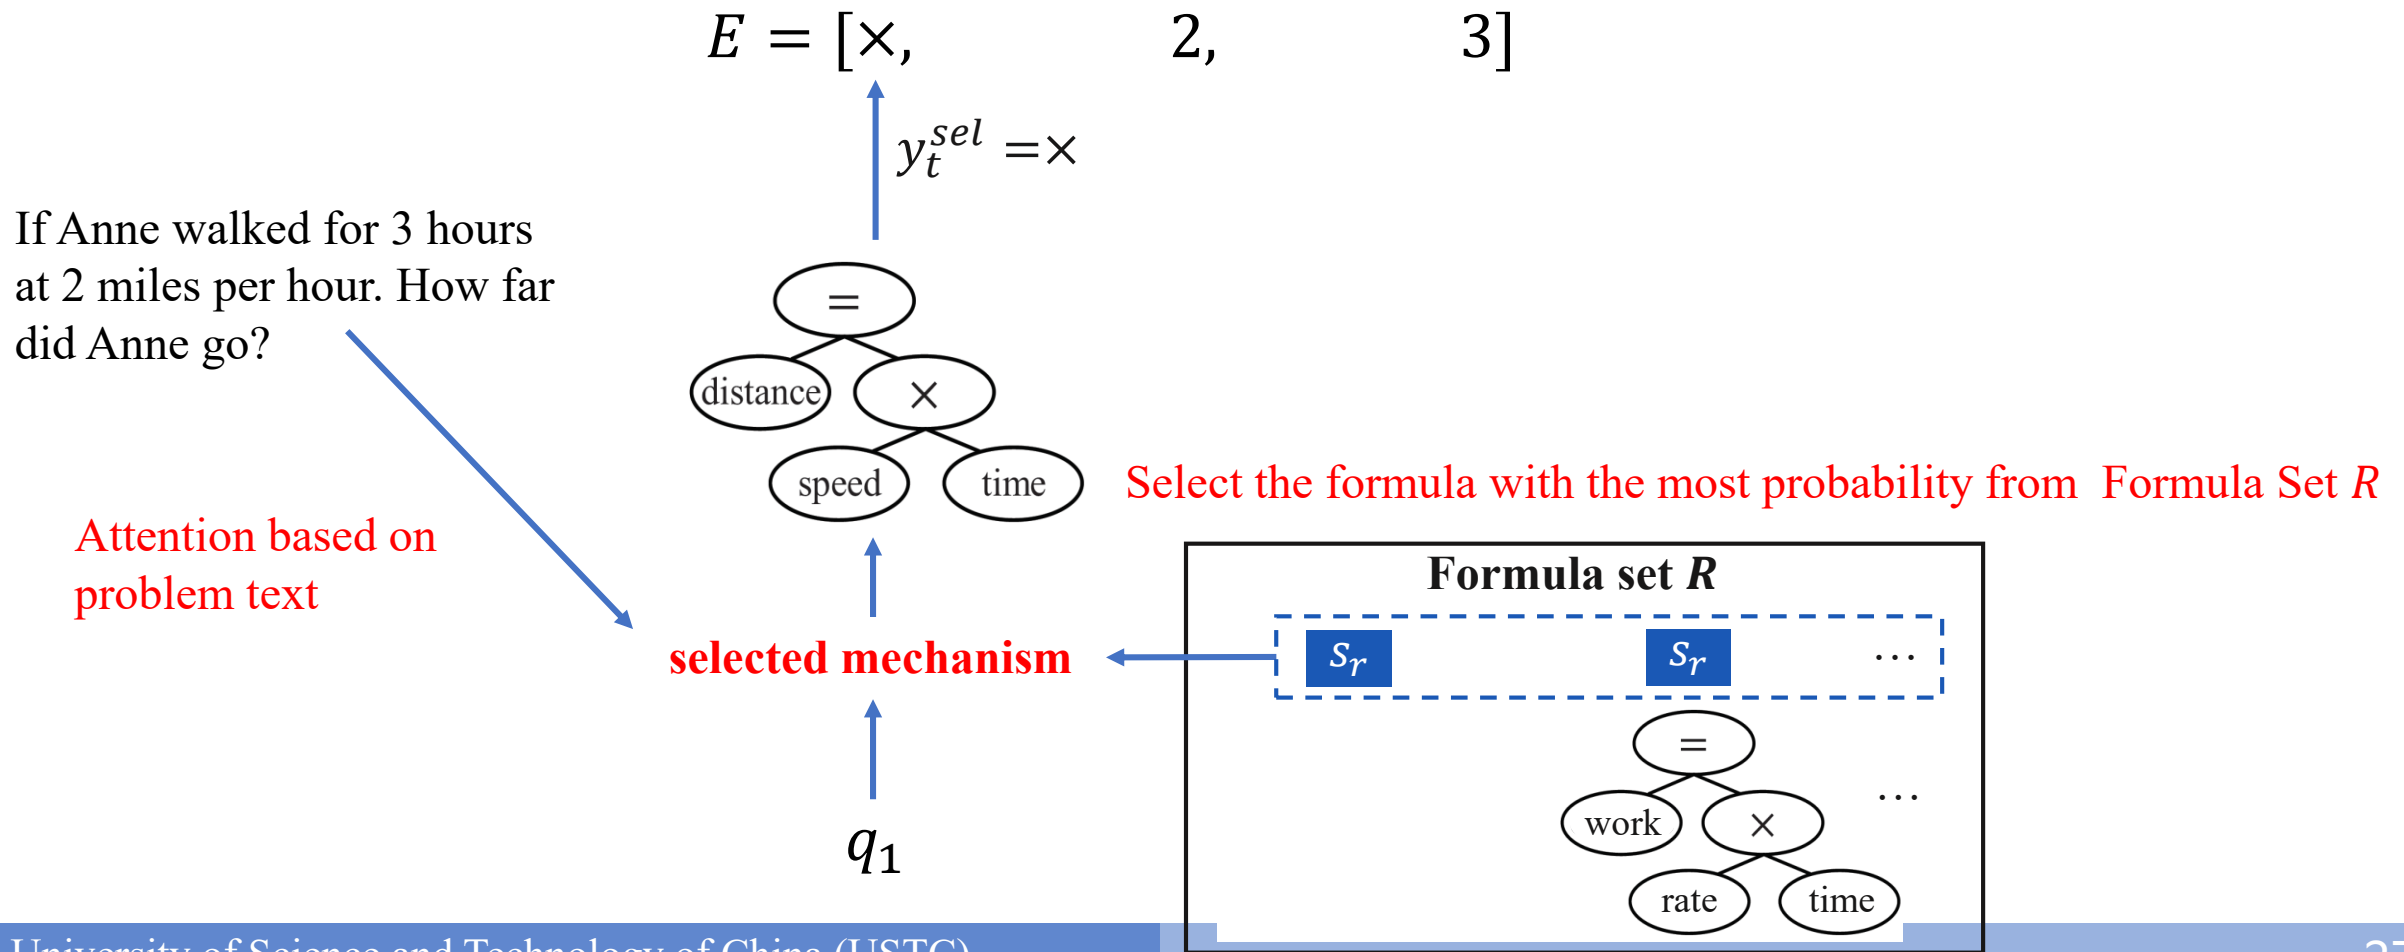 E = [×, 2, 3]
y_t^{sel} =×
If Anne walked for 3 hours
at 2 miles per hour. How far
did Anne go?
=
distance
×
speed
time
Select the formula with the most probability from Formula Set R
Attention based on
problem text
Formula set R
s_r
s_r
...
selected mechanism
=
work
×
...
rate
time
q_1
University of Science and Technology of China (USTC)